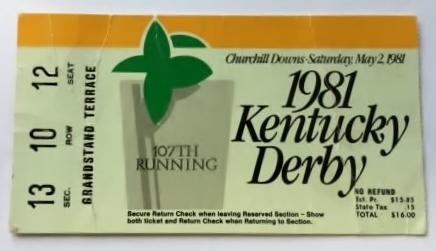 13 10 12
SEC. ROW SEAT
GRANDSTAND TERRACE
107TH
RUNNING
Churchill Downs-Saturday, May 2, 1981
1981
Kentucky
Derby
NO REFUND
Tst. Pr. $15.85
State Tax .15
TOTAL $16.00
Secure Return Check when leaving Reserved Section - Show
both ticket and Return Check when Returning to Section.